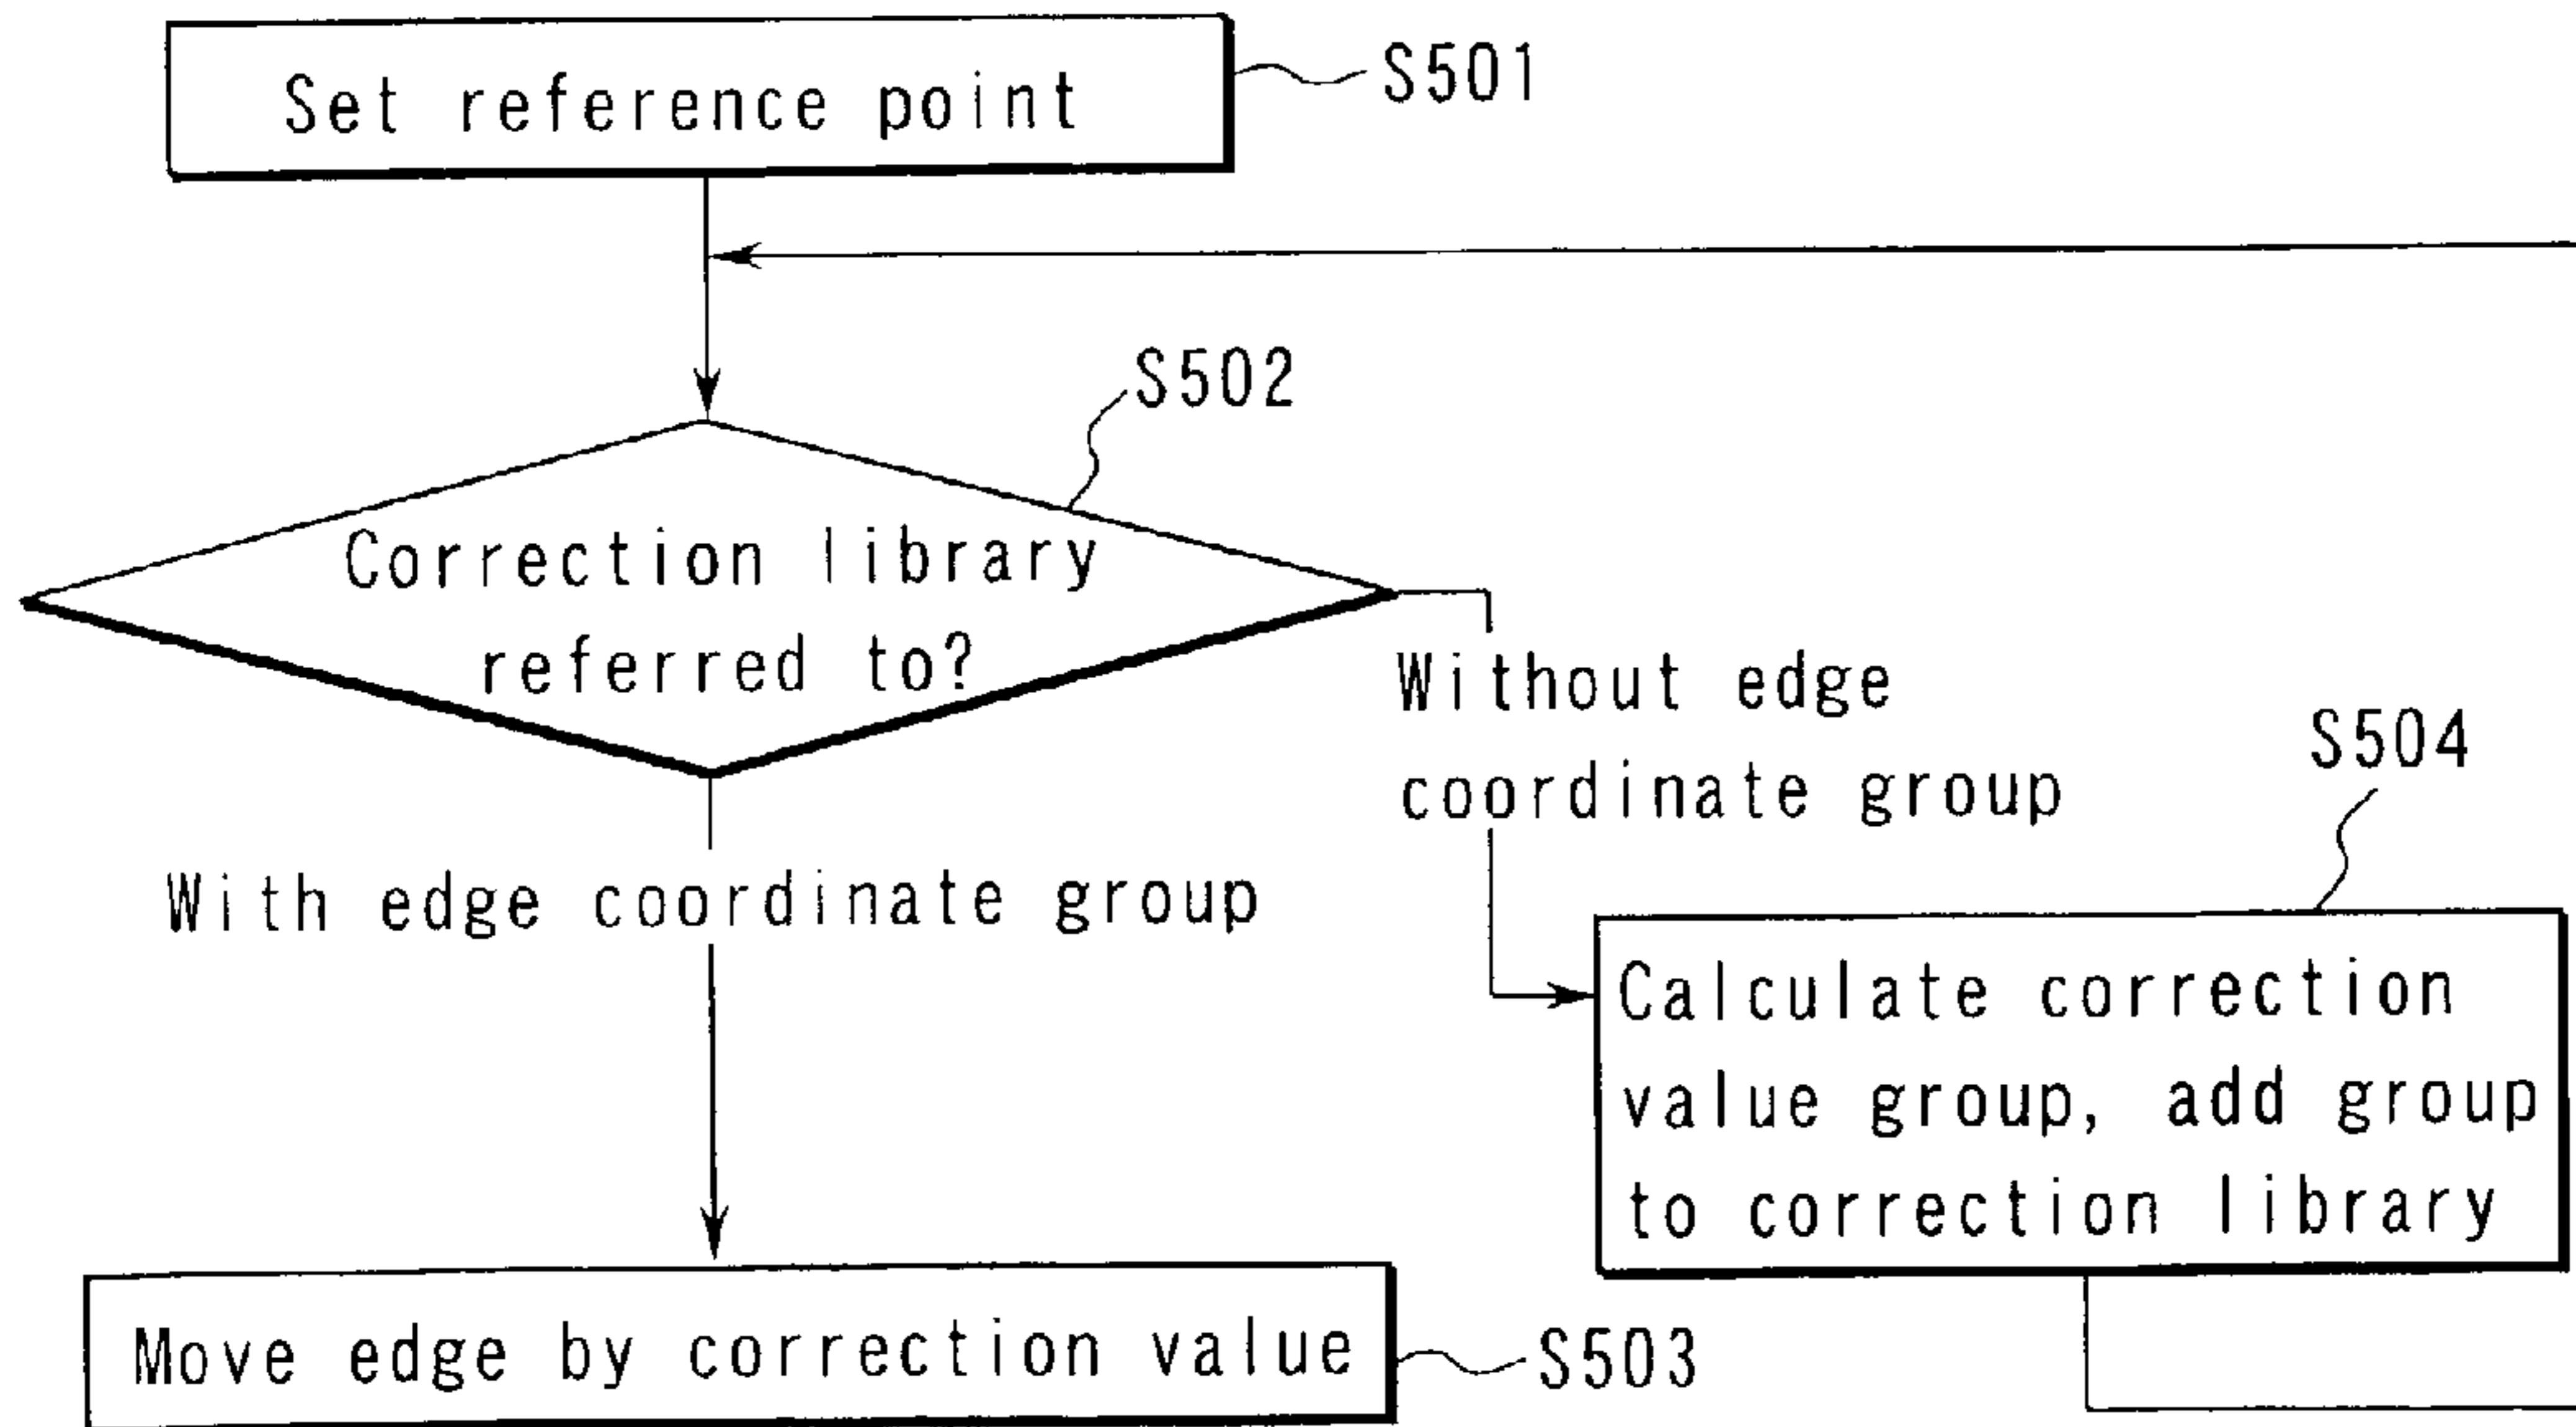 Set reference point
S501
S502
Correction library
referred to?
Without edge
coordinate group
S504
With edge coordinate group
Calculate correction
value group, add group
to correction library
Move edge by correction value
S503